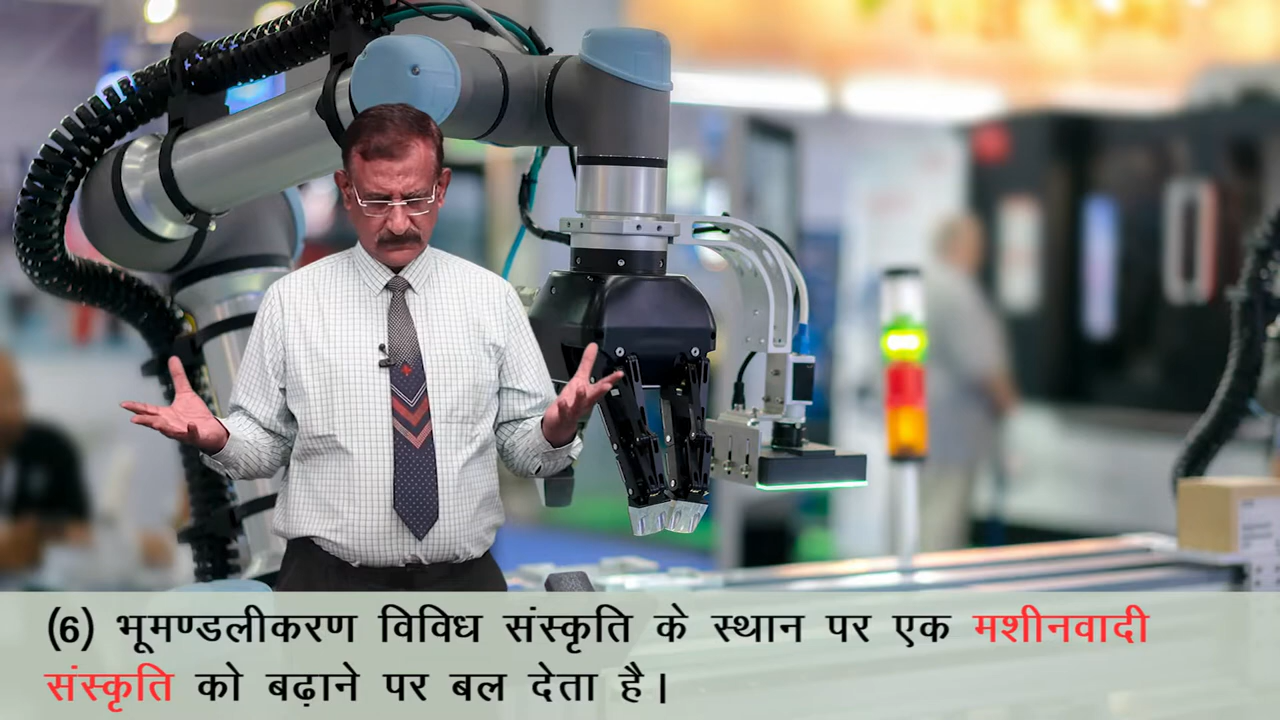 (6) भूमण्डलीकरण विविध संस्कृति के स्थान पर एक मशीनवादी
संस्कृति को बढ़ाने पर बल देता है।